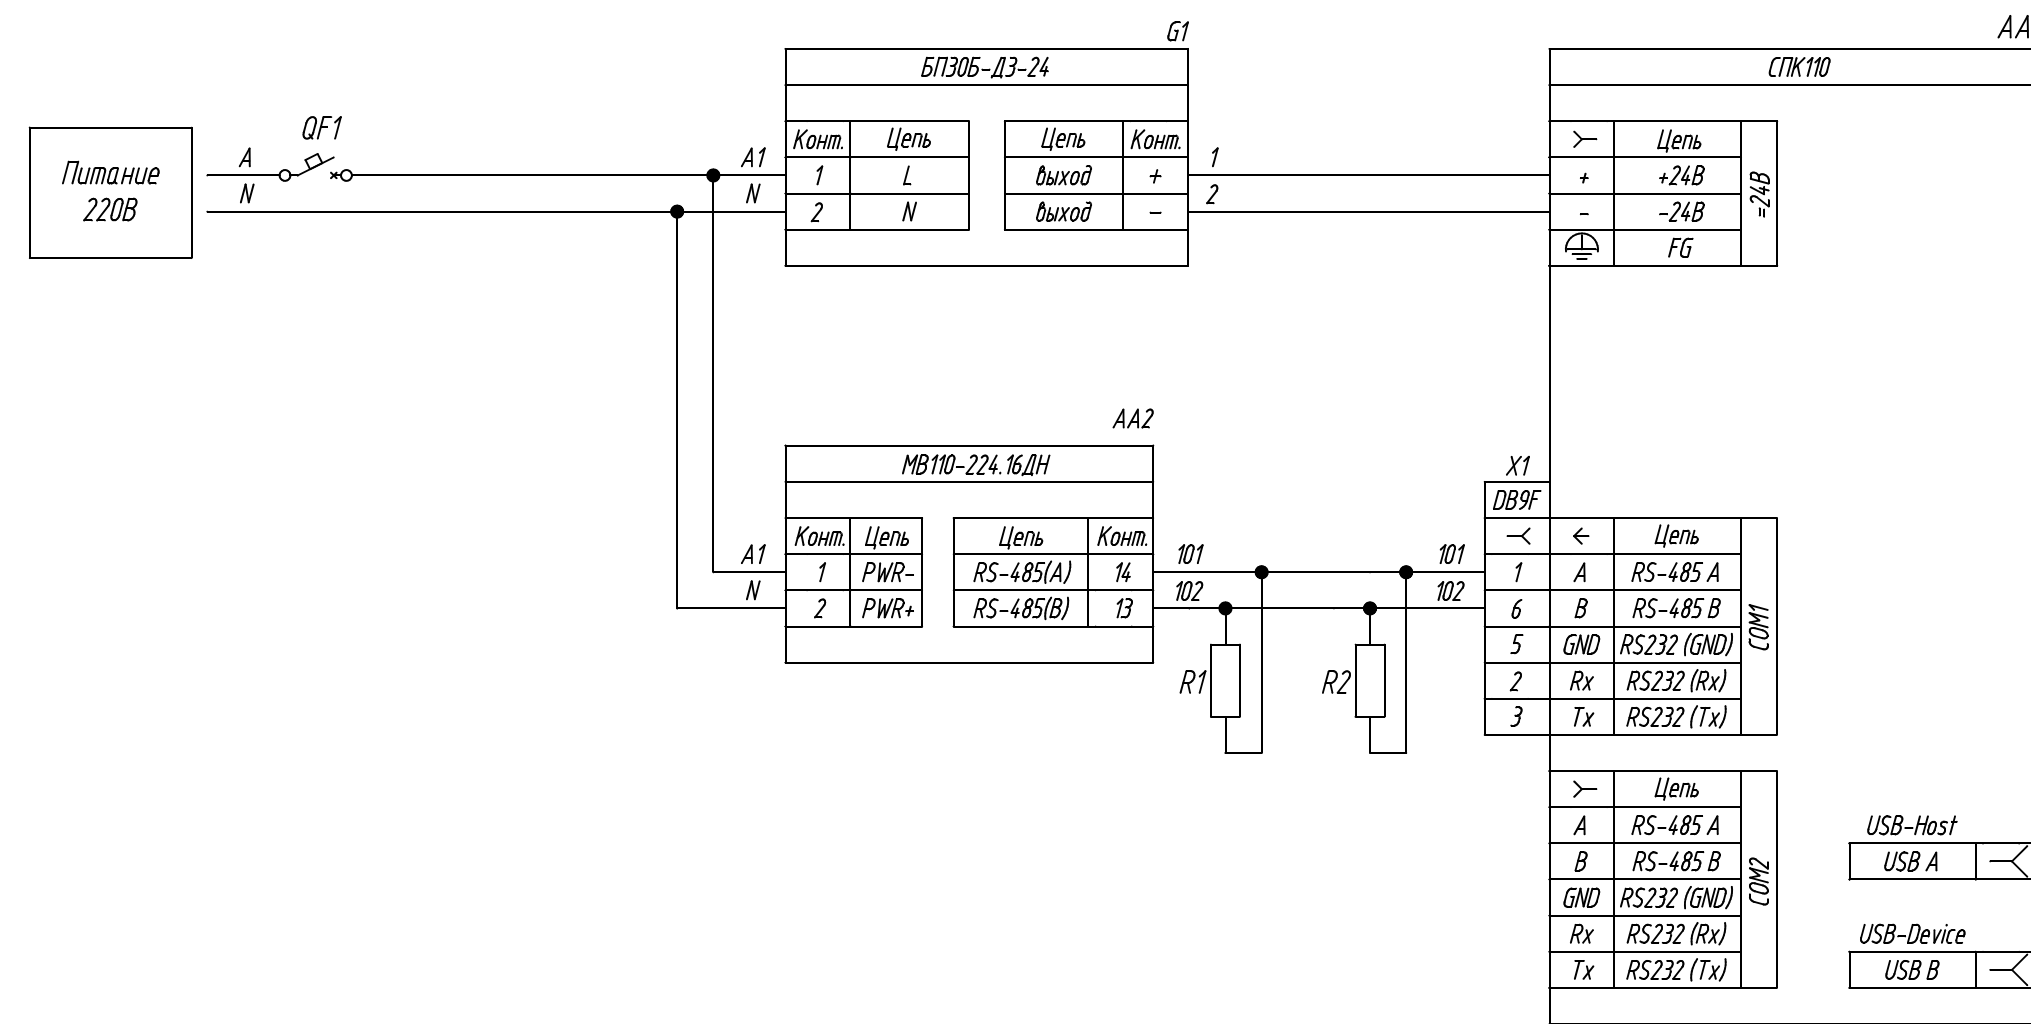 G1
АА
БП30Б-Д3-24
СПК110
QF1
Питание
220В
A
N
A1
N
Конт.
Цепь
1
L
2
N
Цепь
Конт.
выход
+
выход
-
1
2
Цепь
+
+24В
-
-24В
FG
=24В
АА2
МВ110-224.16ДН
A1
N
Конт.
Цепь
1
PWR-
2
PWR+
Цепь
Конт.
RS-485(A)
14
RS-485(B)
13
101
102
101
102
R1
R2
X1
DB9F
Цепь
1
A
RS-485 A
6
B
RS-485 B
5
GND
RS232 (GND)
2
Rx
RS232 (Rx)
3
Tx
RS232 (Tx)
COM1
Цепь
A
RS-485 A
B
RS-485 B
GND
RS232 (GND)
Rx
RS232 (Rx)
Tx
RS232 (Tx)
COM2
USB-Host
USB A
USB-Device
USB B